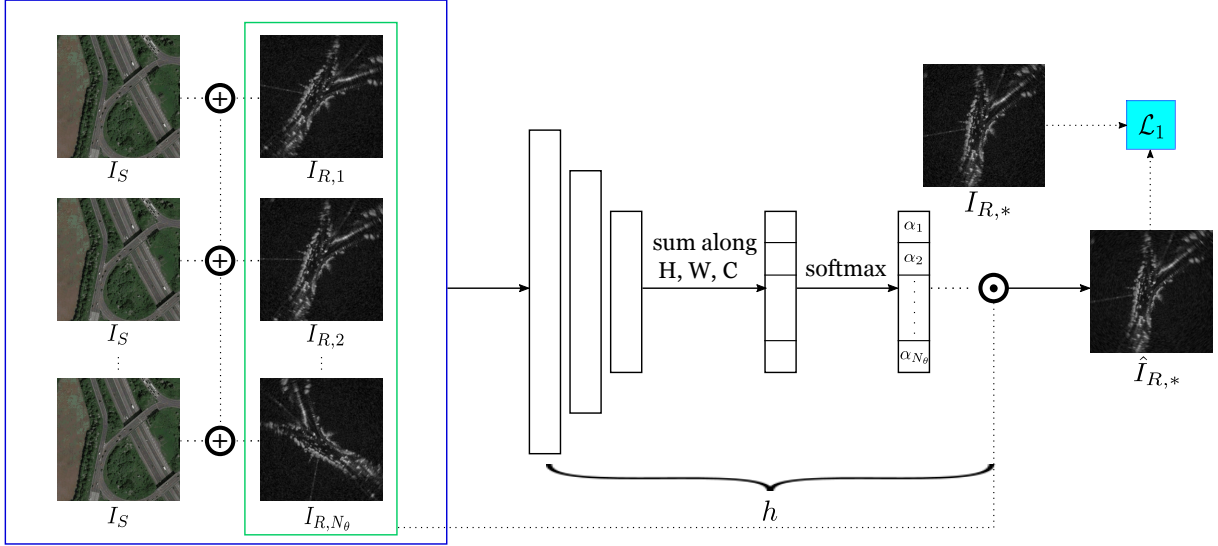 I_S
I_{R,1}
I_S
I_{R,2}
I_S
I_{R,N_θ}
sum along
H, W, C
softmax
α_1
α_2
α_{N_θ}
h
I_{R,*}
ℒ_1
Î_{R,*}